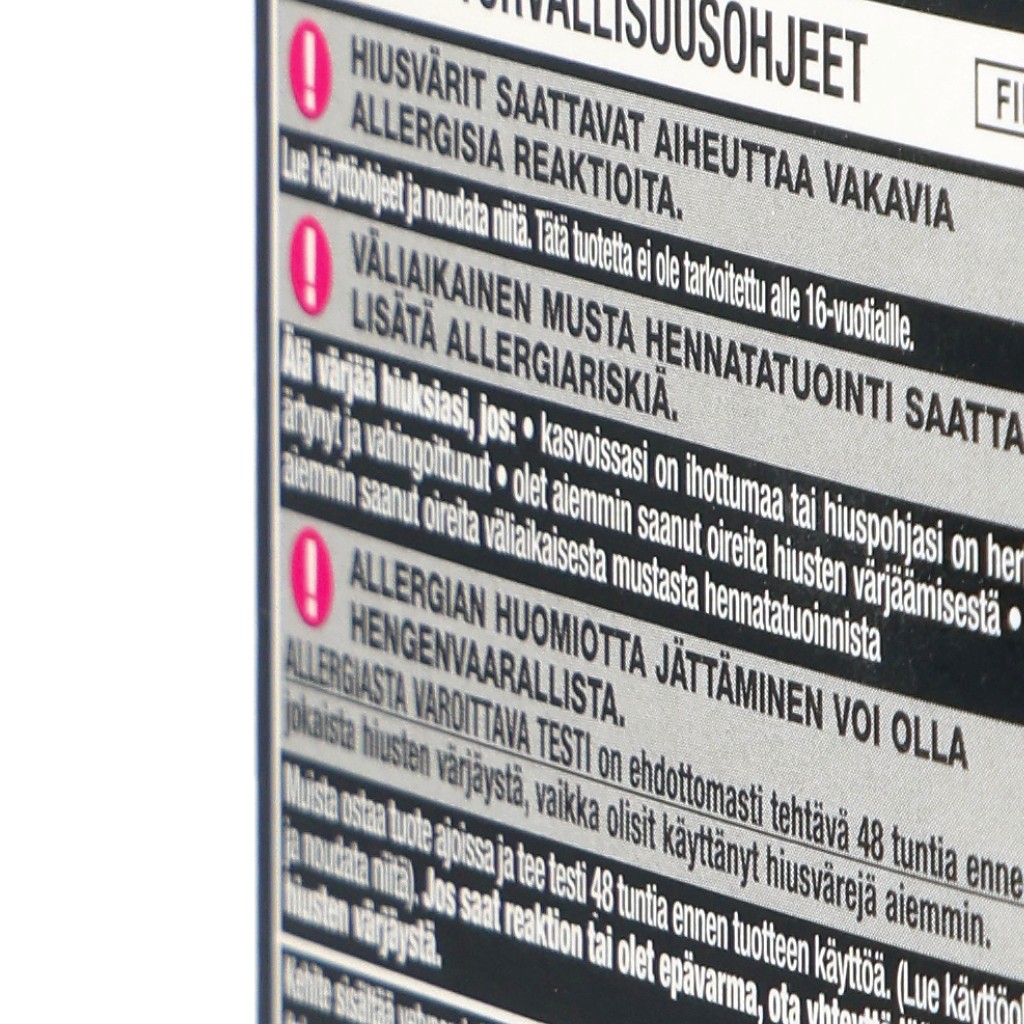 TURVALLISUUSOHJEET
FI
HIUSVÄRIT SAATTAVAT AIHEUTTAA VAKAVIA
ALLERGISIA REAKTIOITA.
Lue käyttöohjeet ja noudata niitä. Tätä tuotetta ei ole tarkoitettu alle 16-vuotiaille.
VÄLIAIKAINEN MUSTA HENNATATUOINTI SAATTA
LISÄTÄ ALLERGIARISKIÄ.
Älä värjää hiuksiasi, jos: • kasvoissasi on ihottumaa tai hiuspohjasi on her
ärtynyt ja vahingoittunut • olet aiemmin saanut oireita hiusten värjäämisestä •
aiemmin saanut oireita väliaikaisesta mustasta hennatatuoinnista
ALLERGIAN HUOMIOTTA JÄTTÄMINEN VOI OLLA
HENGENVAARALLISTA.
ALLERGIASTA VAROITTAVA TESTI on ehdottomasti tehtävä 48 tuntia enne
jokaista hiusten värjäystä, vaikka olisit käyttänyt hiusvärejä aiemmin.
Muista ostaa tuote ajoissa ja tee testi 48 tuntia ennen tuotteen käyttöä. (Lue käyttöo
ja noudata niitä). Jos saat reaktion tai olet epävarma, ota yhteyttä
hiusten värjäystä.
Kehite sisältää